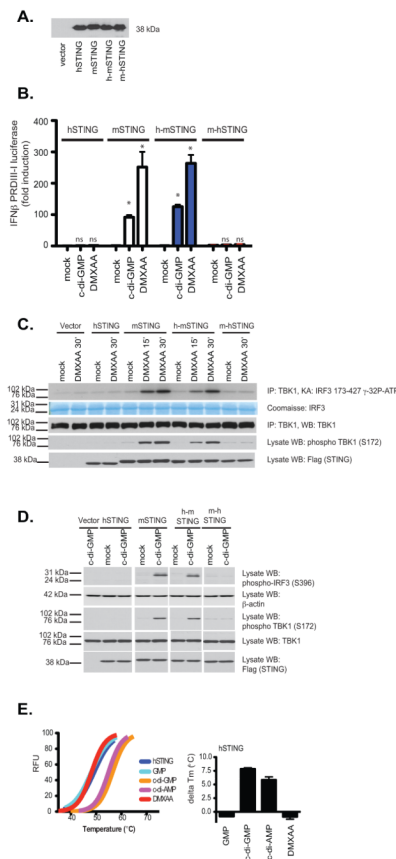 A.
38 kDa
vector
hSTING
mSTING
h-mSTING
m-hSTING
B.
hSTING mSTING h-mSTING m-hSTING
IFNβ PRDIII-I luciferase
(fold induction)
400
300
200
100
0
* * * *
ns ns ns ns
mock c-di-GMP DMXAA mock c-di-GMP DMXAA mock c-di-GMP DMXAA mock c-di-GMP DMXAA
C.
Vector hSTING mSTING h-mSTING m-hSTING
mock DMXAA 30' mock DMXAA 30' mock DMXAA 15' DMXAA 30' mock DMXAA 15' DMXAA 30' mock DMXAA 30'
102 kDa
76 kDa
IP: TBK1, KA: IRF3 173-427 γ-32P-ATP
31 kDa
24 kDa
Coomaisse: IRF3
102 kDa
76 kDa
IP: TBK1, WB: TBK1
102 kDa
76 kDa
Lysate WB: phospho TBK1 (S172)
38 kDa
Lysate WB: Flag (STING)
D.
Vector hSTING mSTING h-m STING m-h STING
c-di-GMP mock c-di-GMP mock c-di-GMP mock c-di-GMP mock c-di-GMP
31 kDa
24 kDa
Lysate WB:
phospho-IRF3 (S396)
42 kDa
Lysate WB:
β-actin
102 kDa
76 kDa
Lysate WB:
phospho TBK1 (S172)
102 kDa
76 kDa
Lysate WB: TBK1
38 kDa
Lysate WB:
Flag (STING)
E.
RFU
100
80
60
40
20
0
40 50 60 70
Temperature (°C)
hSTING
GMP
c-di-GMP
c-di-AMP
DMXAA
hSTING
delta Tm (°C)
10.0
7.5
5.0
2.5
0.0
GMP
c-di-GMP
c-di-AMP
DMXAA